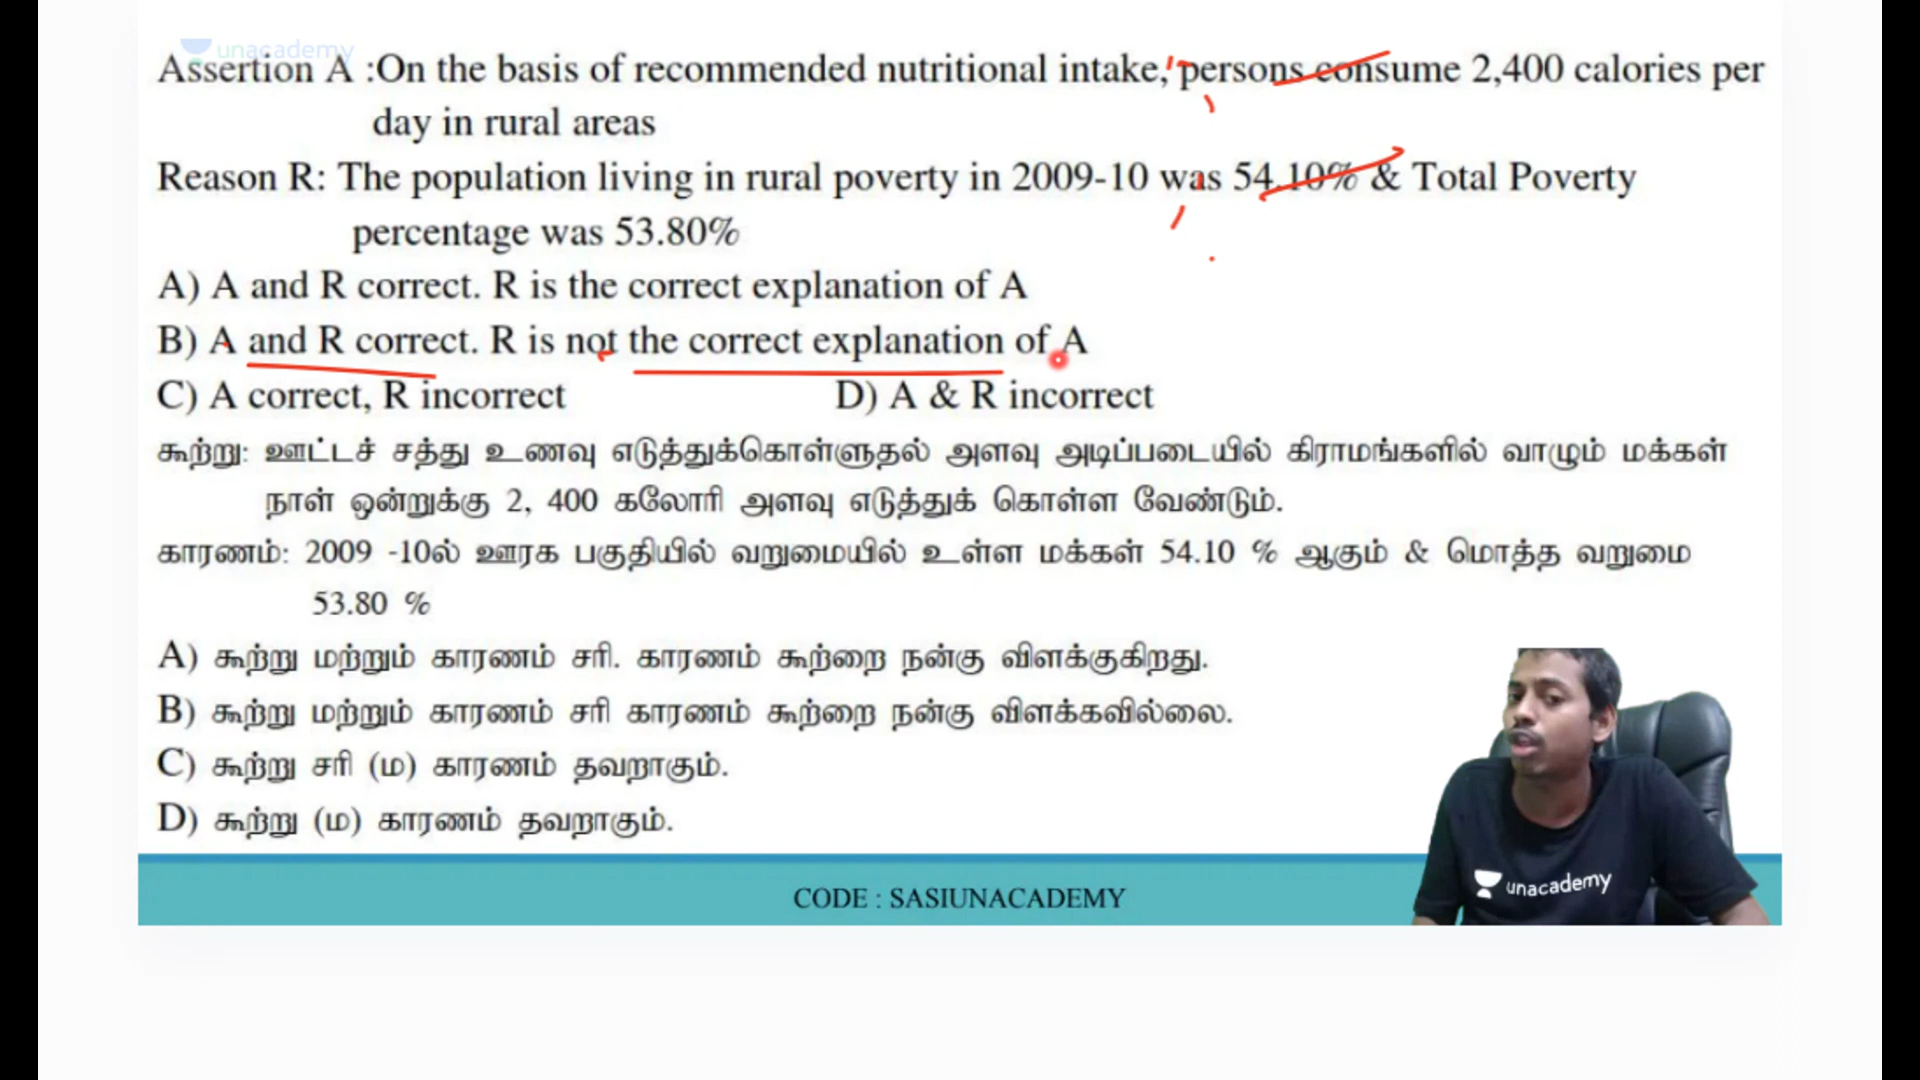 unacademy
Assertion A :On the basis of recommended nutritional intake, persons consume 2,400 calories per
day in rural areas
Reason R: The population living in rural poverty in 2009-10 was 54.10% & Total Poverty
percentage was 53.80%
A) A and R correct. R is the correct explanation of A
B) A and R correct. R is not the correct explanation of A
C) A correct, R incorrect D) A & R incorrect
கூற்று: ஊட்டச் சத்து உணவு எடுத்துக்கொள்ளுதல் அளவு அடிப்படையில் கிராமங்களில் வாழும் மக்கள்
நாள் ஒன்றுக்கு 2, 400 கலோரி அளவு எடுத்துக் கொள்ள வேண்டும்.
காரணம்: 2009 -10ல் ஊரக பகுதியில் வறுமையில் உள்ள மக்கள் 54.10 % ஆகும் & மொத்த வறுமை
53.80 %
A) கூற்று மற்றும் காரணம் சரி. காரணம் கூற்றை நன்கு விளக்குகிறது.
B) கூற்று மற்றும் காரணம் சரி காரணம் கூற்றை நன்கு விளக்கவில்லை.
C) கூற்று சரி (ம) காரணம் தவறாகும்.
D) கூற்று (ம) காரணம் தவறாகும்.
unacademy
CODE : SASIUNACADEMY